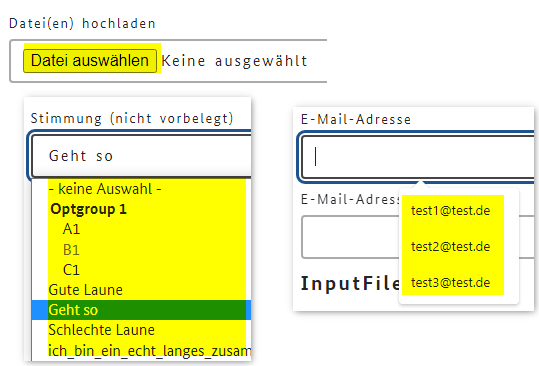 Datei(en) hochladen
Datei auswählen Keine ausgewählt
Stimmung (nicht vorbelegt)
Geht so
- keine Auswahl -
Optgroup 1
A1
B1
C1
Gute Laune
Geht so
Schlechte Laune
ich_bin_ein_echt_langes_zusam
E-Mail-Adresse
E-Mail-Adress
test1@test.de
test2@test.de
test3@test.de
InputFile